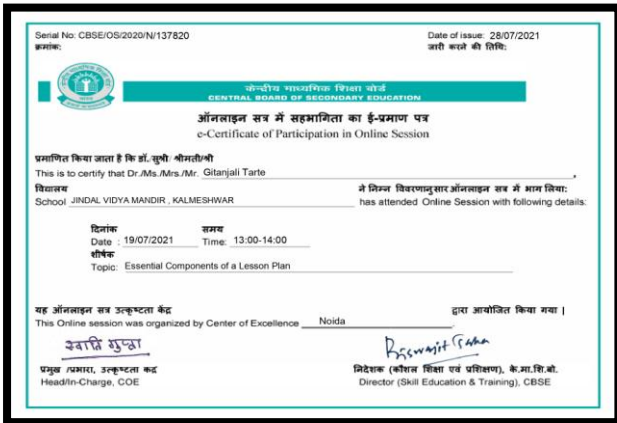 Serial No: CBSE/OS/2020/N/137820
Date of issue: 28/07/2021
क्रमांक:
जारी करने की तिथि:
केन्द्रीय माध्यमिक शिक्षा बोर्ड
CENTRAL BOARD OF SECONDARY EDUCATION
ऑनलाइन सत्र में सहभागिता का ई-प्रमाण पत्र
e-Certificate of Participation in Online Session
प्रमाणित किया जाता है कि डॉ./सुश्री/ श्रीमती/श्री
This is to certify that Dr./Ms./Mrs./Mr. Gitanjali Tarte
विद्यालय
ने निम्न विवरणानुसार ऑनलाइन सत्र में भाग लिया:
School JINDAL VIDYA MANDIR , KALMESHWAR
has attended Online Session with following details:
दिनांक समय
Date : 19/07/2021 Time: 13:00-14:00
शीर्षक
Topic: Essential Components of a Lesson Plan
यह ऑनलाइन सत्र उत्कृष्टता केंद्र
द्वारा आयोजित किया गया |
This Online session was organized by Center of Excellence Noida
स्वाति गुप्ता
Biswajit Saha
प्रमुख /प्रभारी, उत्कृष्टता केंद्र
निदेशक (कौशल शिक्षा एवं प्रशिक्षण), के.मा.शि.बो.
Head/In-Charge, COE
Director (Skill Education & Training), CBSE